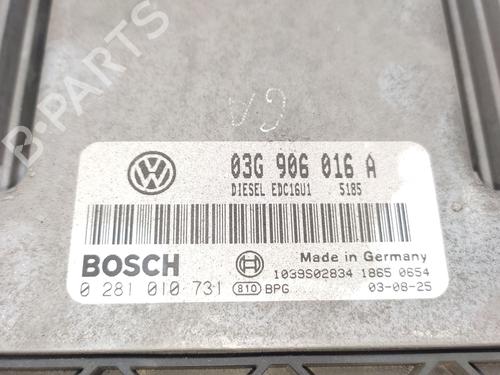 B-PARTS
GA
03G 906 016 A
DIESEL EDC16U1 5185
BOSCH
Made in Germany
1039S02834 1865 0654
0 281 010 731 810 BPG 03-08-25